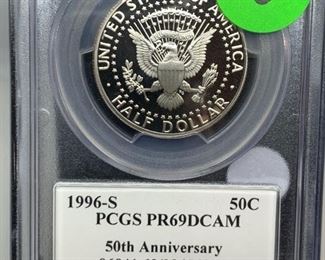 UNITED STATES OF AMERICA
HALF DOLLAR
1996-S 50C
PCGS PR69DCAM
50th Anniversary